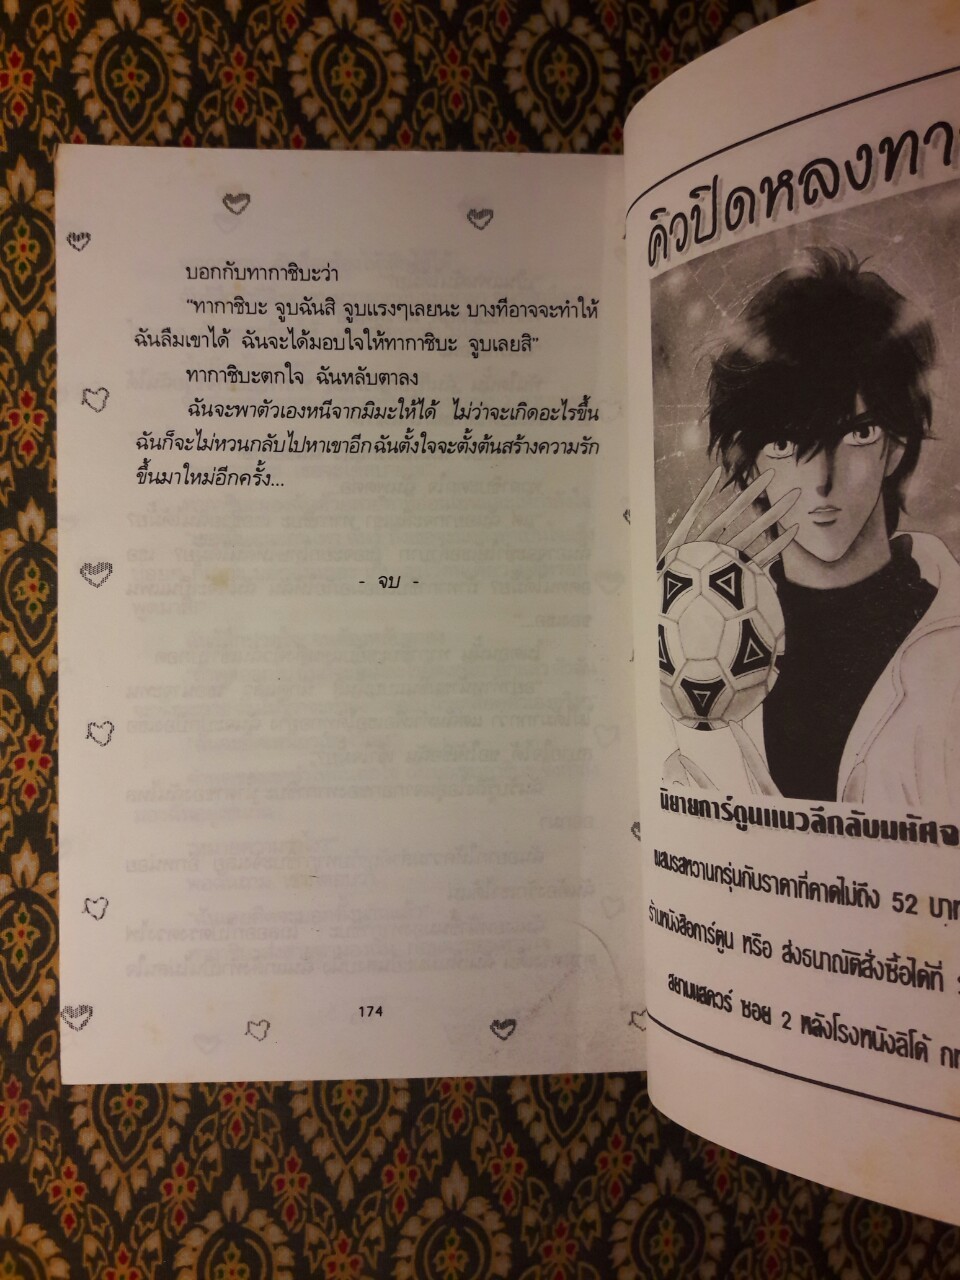 บอกกับทากาชิบะว่า
"ทากาชิบะ จูบฉันสิ จูบแรงๆเลยนะ บางทีอาจจะทำให้
ฉันลืมเขาได้ ฉันจะได้มอบใจให้ทากาชิบะ จูบเลยสิ"
ทากาชิบะตกใจ ฉันหลับตาลง
ฉันจะพาตัวเองหนีจากมิมะให้ได้ ไม่ว่าจะเกิดอะไรขึ้น
ฉันก็จะไม่หวนกลับไปหาเขาอีกฉันตั้งใจจะตั้งต้นสร้างความรัก
ขึ้นมาใหม่อีกครั้ง...
- จบ -
174
คิวปิดหลงทา
นิยายการ์ตูนแนวลึกลับมหัศจ
ผสมรสหวานกรุ่นกับราคาที่คาดไม่ถึง 52 บาท
ร้านหนังสือการ์ตูน หรือ ส่งธนาณัติสั่งซื้อได้ที่
สยามแสควร์ ซอย 2 หลังโรงหนังลิโด้ กท